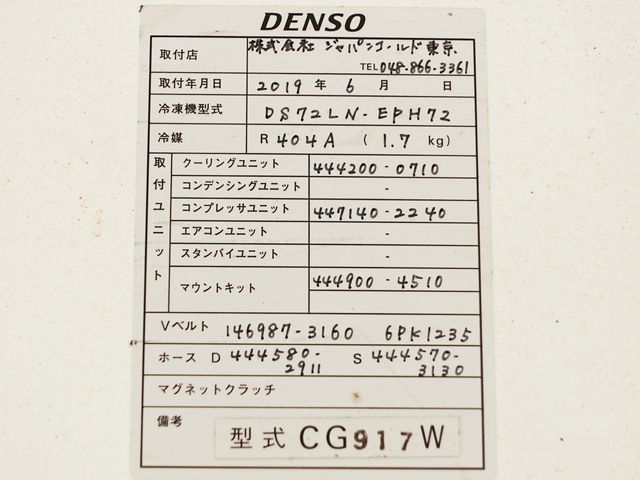 DENSO
取付店 株式会社 ジャパンコールド東京
TEL 048-866-3361
取付年月日 2019 年 6 月 日
冷凍機型式 DS72LN-EPH72
冷媒 R 404A ( 1.7 kg)
取付ユニット
クーリングユニット 444200-0710
コンデンシングユニット -
コンプレッサユニット 447140-2240
エアコンユニット -
スタンバイユニット -
マウントキット 444900-4510
Vベルト 146987-3160 6PK1235
ホース D 444580-2911 S 444570-3130
マグネットクラッチ
備考 型式 CG917W